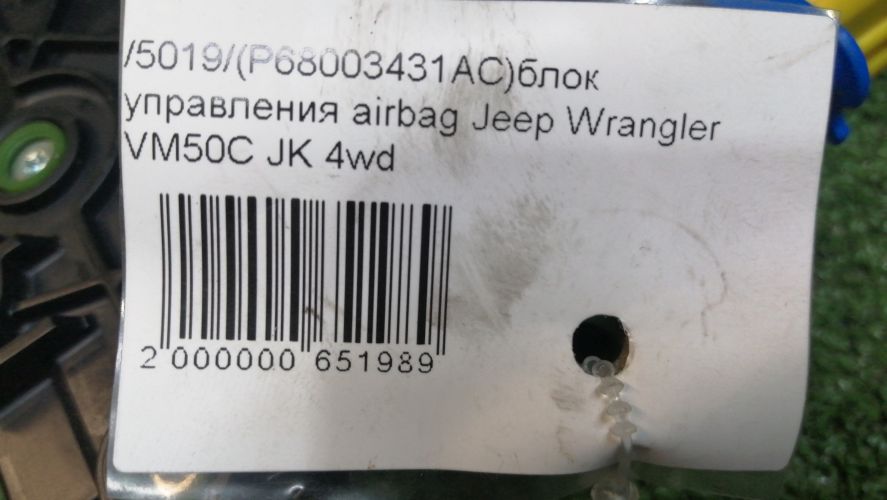 /5019/(P68003431AC)блок
управления airbag Jeep Wrangler
VM50C JK 4wd
2 000000 651989